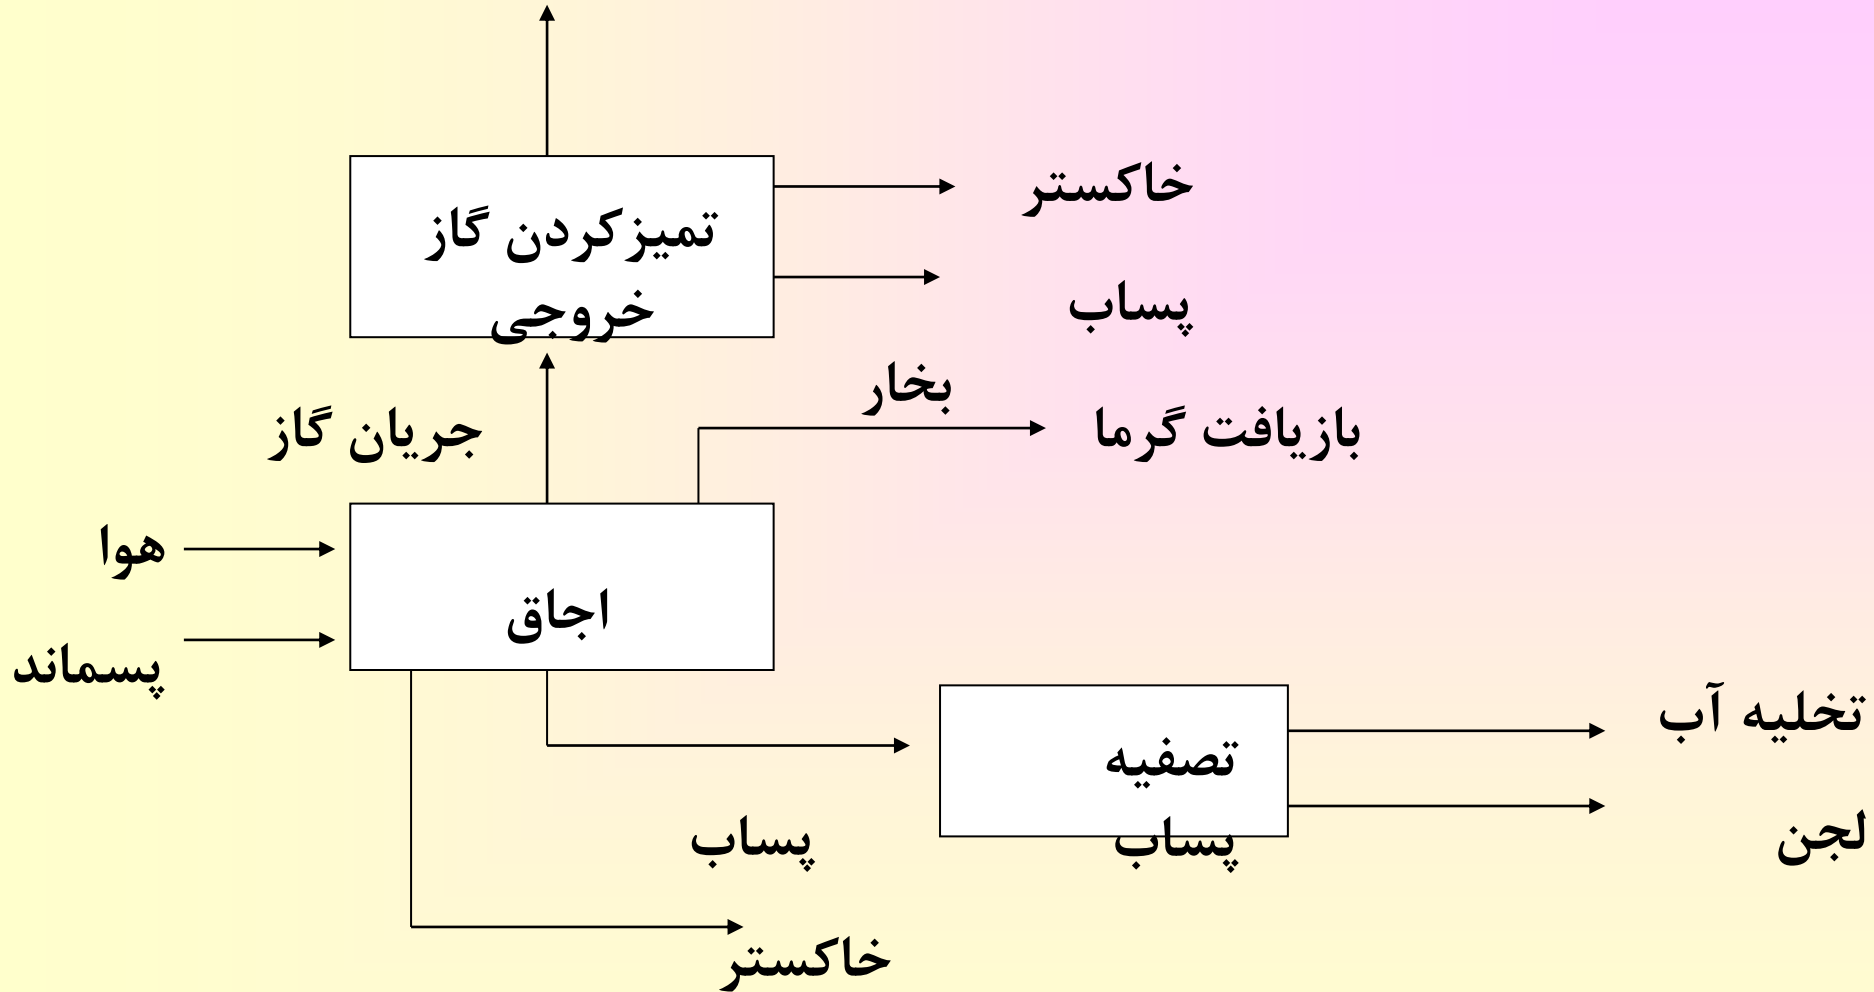 خاکستر
تمیزکردن گاز
خروجی
پساب
بخار
جریان گاز
بازیافت گرما
هوا
اجاق
پسماند
تخلیه آب
تصفیه
پساب
پساب
لجن
خاکستر